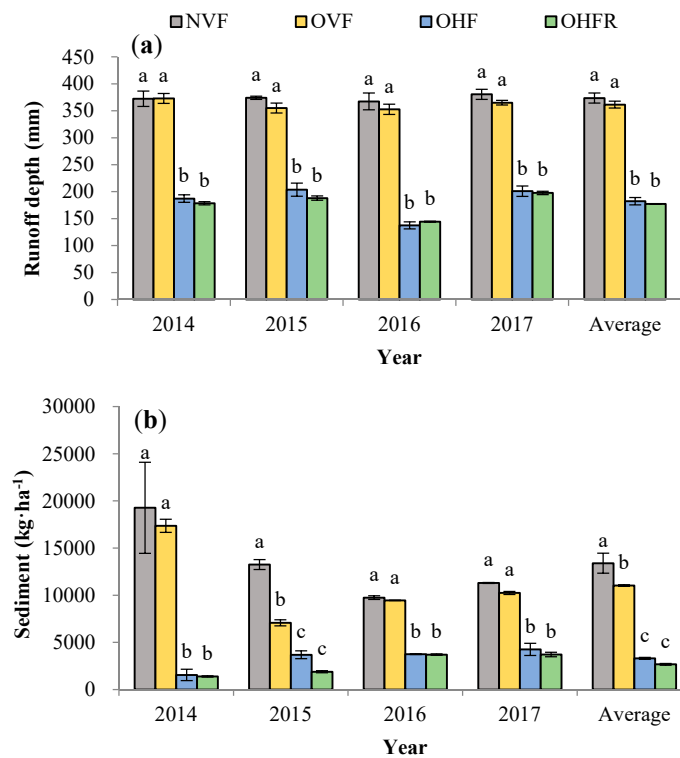 NVF OVF OHF OHFR
(a)
450
400
350
300
250
200
150
100
50
0
Runoff depth (mm)
a a b b
a a b b
a a b b
a a b b
a a b b
2014 2015 2016 2017 Average
Year
(b)
30000
25000
20000
15000
10000
5000
0
Sediment (kg·ha⁻¹)
a a b b
a b c c
a a b b
a a b b
a b c c
2014 2015 2016 2017 Average
Year